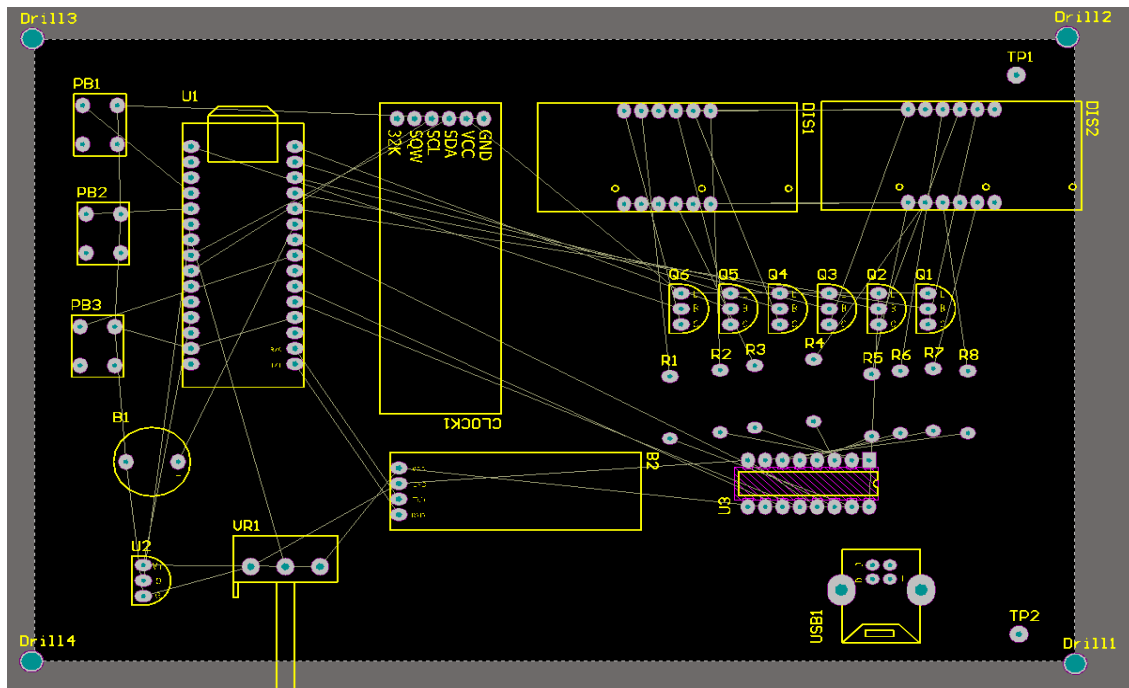 Drill3
Drill2
TP1
PB1
U1
DIS1
DIS2
32K
SQW
SCL
SDA
VCC
GND
PB2
Q6
Q5
Q4
Q3
Q2
Q1
PB3
R1
R2
R3
R4
R5
R6
R7
R8
B1
CLOCK1
B2
U3
U2
VR1
USB1
TP2
Drill4
Drill1